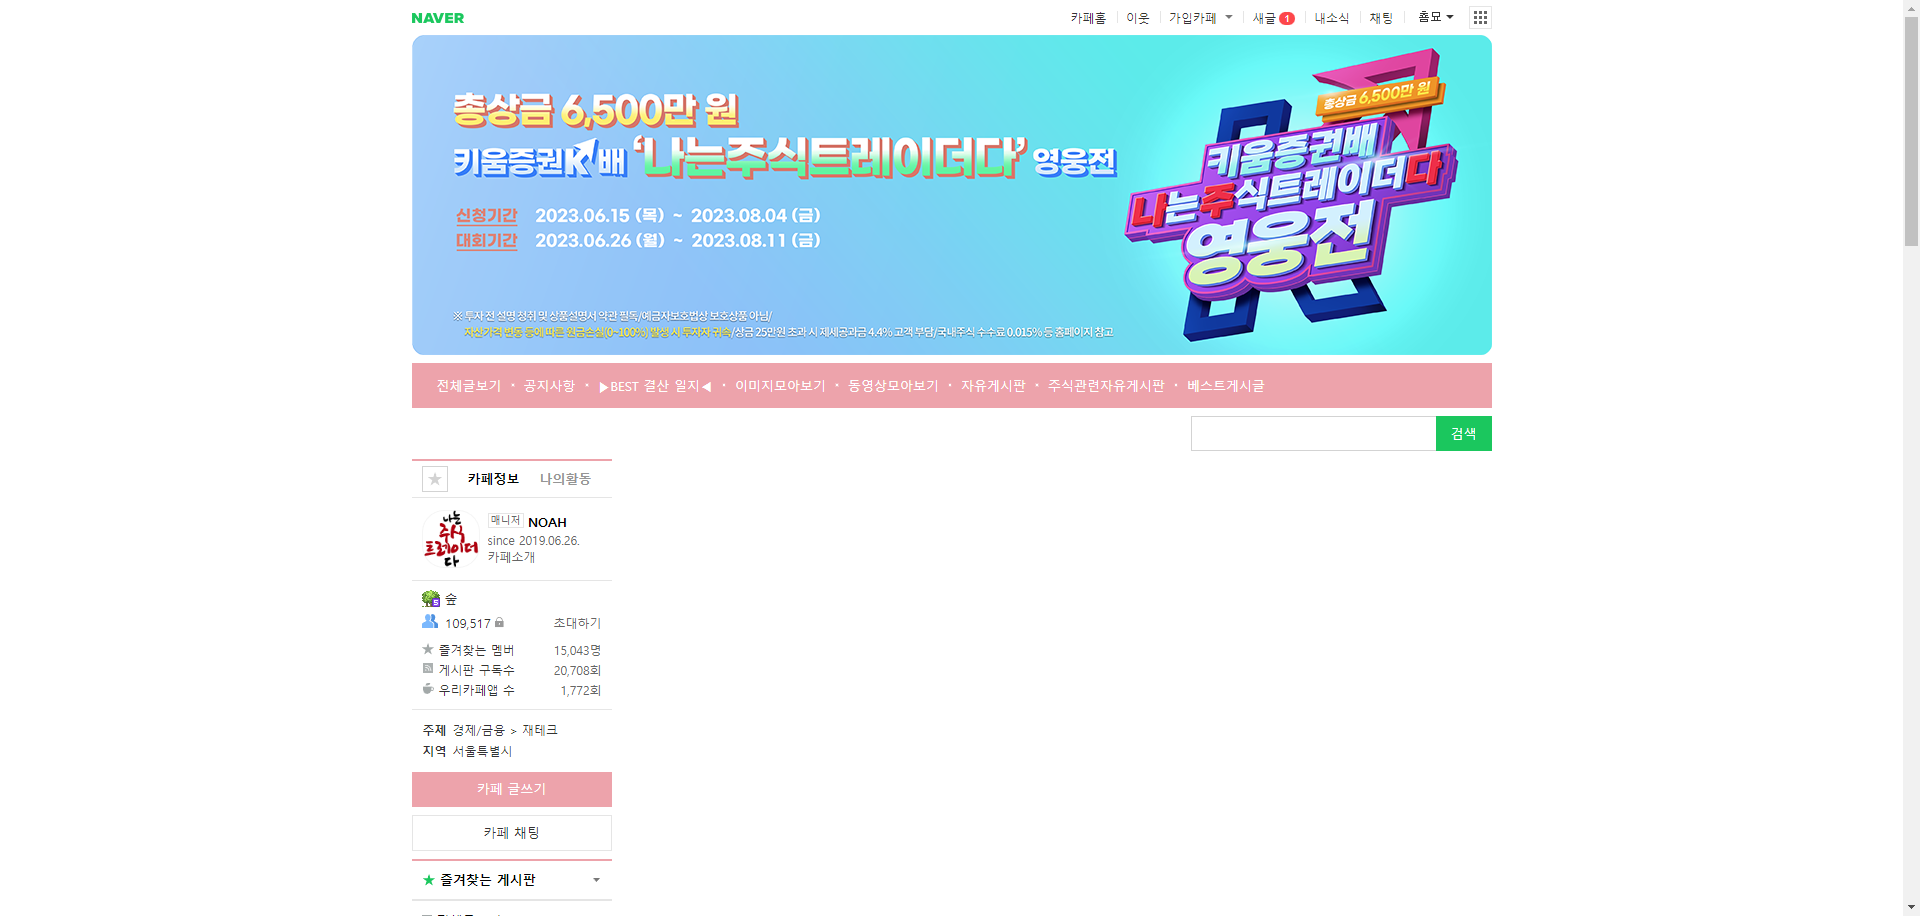 NAVER
카페홈 이웃 가입카페 새글 1 내소식 채팅 흠묘
총상금 6,500만 원
키움증권K배 ‘나는주식트레이더다’ 영웅전
신청기간 2023.06.15 (목) ~ 2023.08.04 (금)
대회기간 2023.06.26 (월) ~ 2023.08.11 (금)
※ 투자 전 설명 청취 및 상품설명서 약관 필독/예금자보호법상 보호상품 아님/
자산가격 변동 등에 따른 원금손실(0~100%) 발생 시 투자자 귀속/상금 25만원 초과 시 제세공과금 4.4% 고객 부담/국내주식 수수료 0.015% 등 홈페이지 참고
총상금 6,500만 원
키움증권배
나는주식트레이더다
영웅전
전체글보기 · 공지사항 · ▶BEST 결산 일지◀ · 이미지모아보기 · 동영상모아보기 · 자유게시판 · 주식관련자유게시판 · 베스트게시글
검색
카페정보 나의활동
나는
주식
트레이더
다
매니저 NOAH
since 2019.06.26.
카페소개
숲
109,517 초대하기
즐겨찾는 멤버 15,043명
게시판 구독수 20,708회
우리카페앱 수 1,772회
주제 경제/금융 > 재테크
지역 서울특별시
카페 글쓰기
카페 채팅
★ 즐겨찾는 게시판